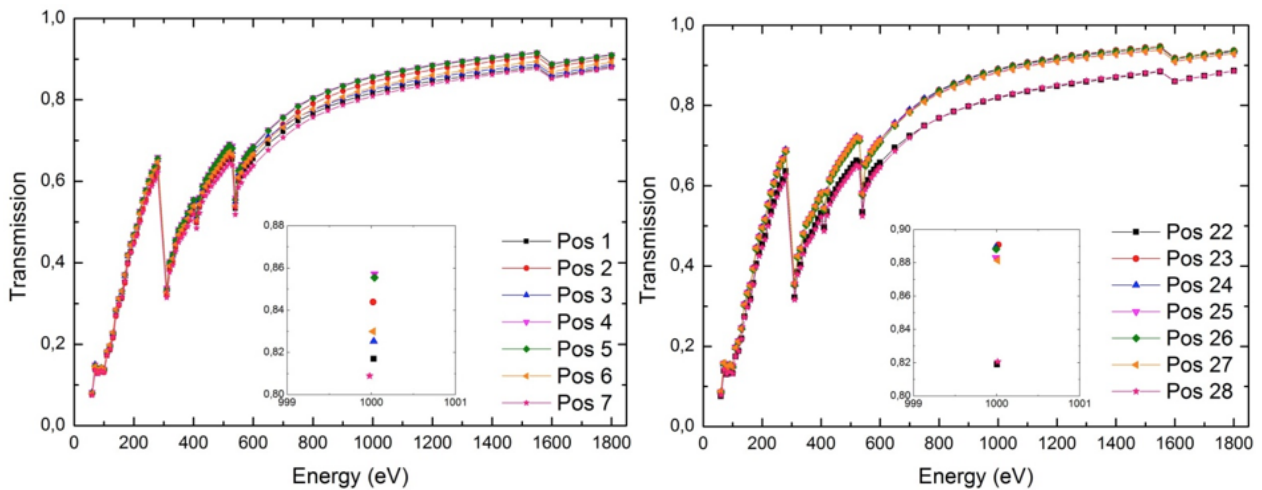 1,0
0,8
0,6
0,4
0,2
0,0
Transmission
0 200 400 600 800 1000 1200 1400 1600 1800
Energy (eV)
0,88
0,86
0,84
0,82
0,80
999 1000 1001
Pos 1
Pos 2
Pos 3
Pos 4
Pos 5
Pos 6
Pos 7
1,0
0,8
0,6
0,4
0,2
0,0
Transmission
0 200 400 600 800 1000 1200 1400 1600 1800
Energy (eV)
0,90
0,88
0,86
0,84
0,82
0,80
999 1000 1001
Pos 22
Pos 23
Pos 24
Pos 25
Pos 26
Pos 27
Pos 28